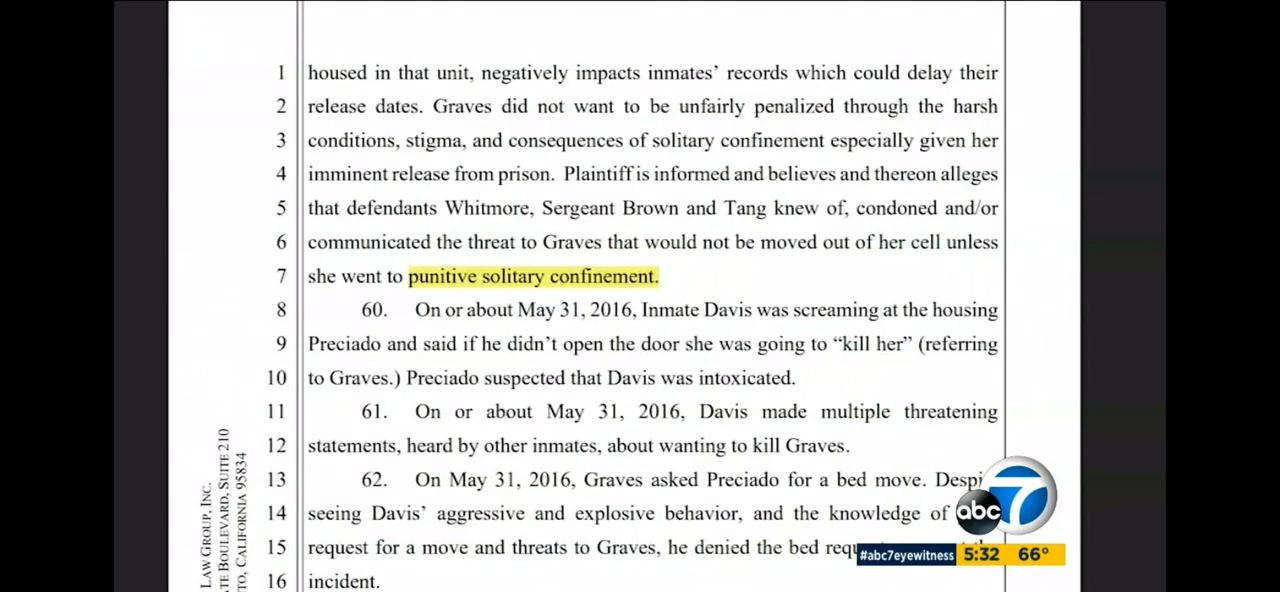 1 housed in that unit, negatively impacts inmates’ records which could delay their
2 release dates. Graves did not want to be unfairly penalized through the harsh
3 conditions, stigma, and consequences of solitary confinement especially given her
4 imminent release from prison. Plaintiff is informed and believes and thereon alleges
5 that defendants Whitmore, Sergeant Brown and Tang knew of, condoned and/or
6 communicated the threat to Graves that would not be moved out of her cell unless
7 she went to punitive solitary confinement.
8 60. On or about May 31, 2016, Inmate Davis was screaming at the housing
9 Preciado and said if he didn’t open the door she was going to “kill her” (referring
10 to Graves.) Preciado suspected that Davis was intoxicated.
11 61. On or about May 31, 2016, Davis made multiple threatening
12 statements, heard by other inmates, about wanting to kill Graves.
13 62. On May 31, 2016, Graves asked Preciado for a bed move.
14 seeing Davis’ aggressive and explosive behavior, and the knowledge of
15 request for a move and threats to Graves, he denied the bed
16 incident.
LAW GROUP, INC.
BOULEVARD, SUITE 210
CALIFORNIA 95834
abc 7
#abc7eyewitness 5:32 66°